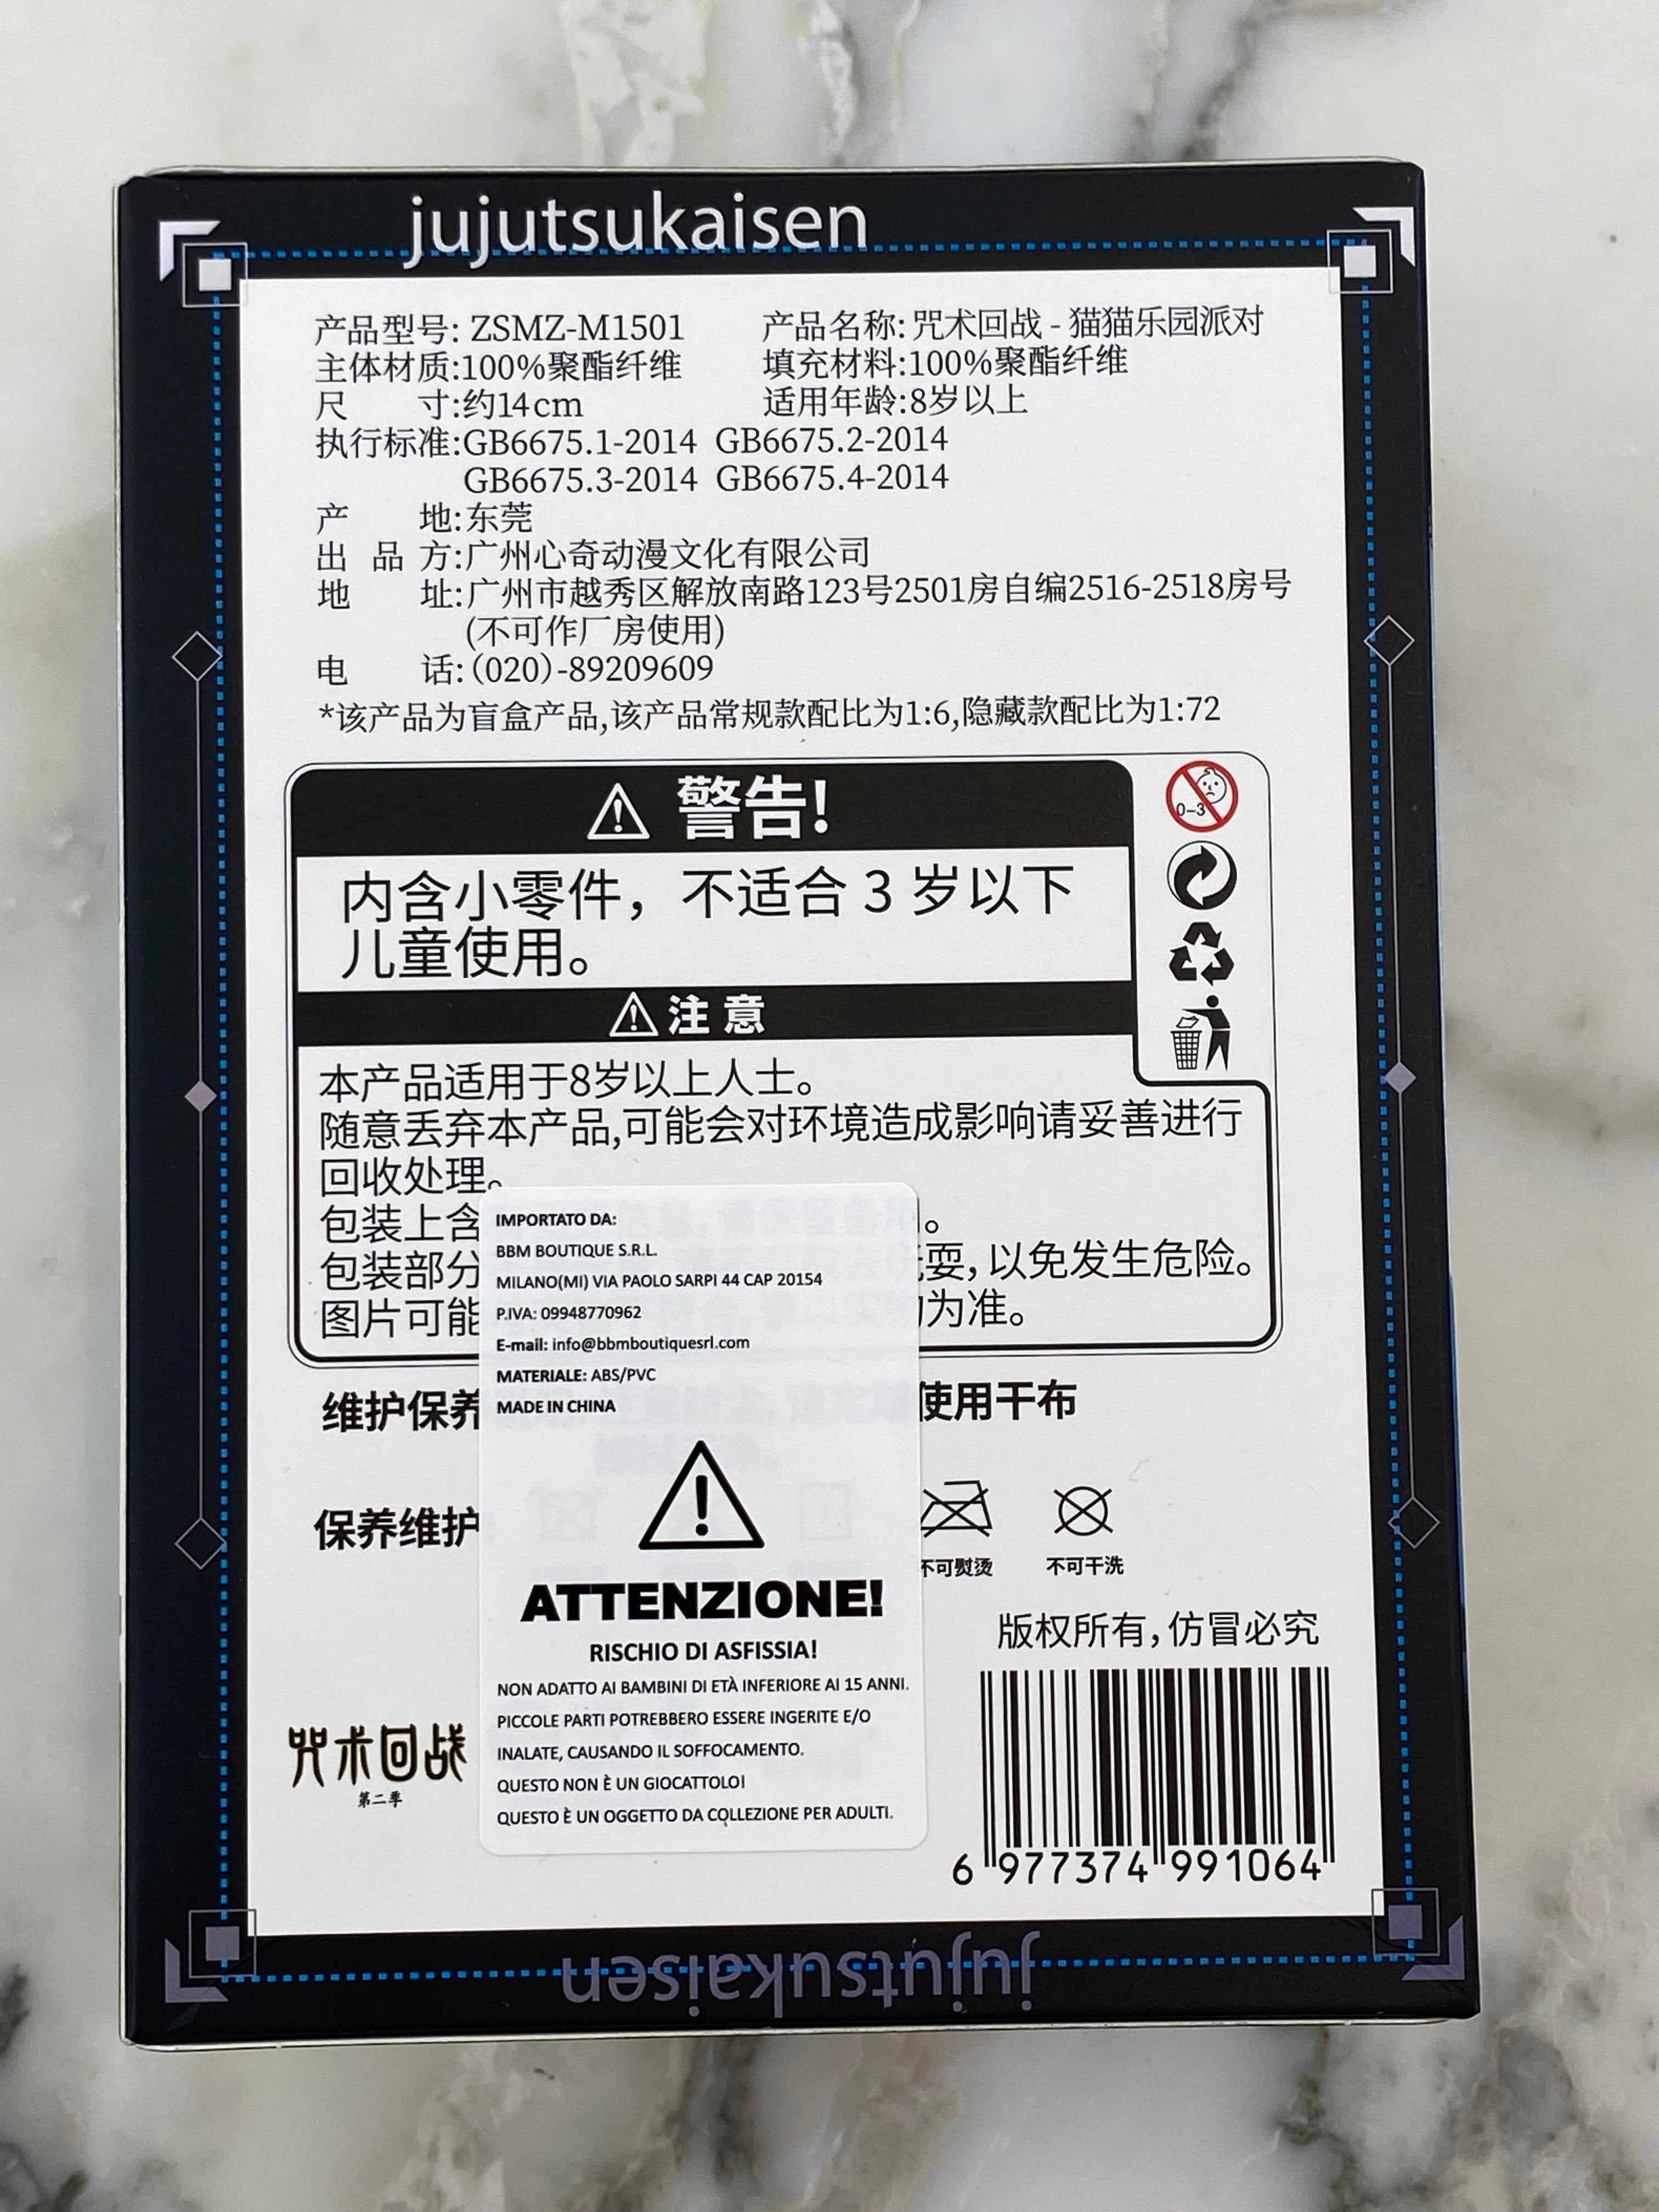 jujutsukaisen
产品型号: ZSMZ-M1501 产品名称: 咒术回战 - 猫猫乐园派对
主体材质:100%聚酯纤维 填充材料:100%聚酯纤维
尺 寸:约14cm 适用年龄:8岁以上
执行标准:GB6675.1-2014 GB6675.2-2014
GB6675.3-2014 GB6675.4-2014
产 地:东莞
出 品 方:广州心奇动漫文化有限公司
地 址:广州市越秀区解放南路123号2501房自编2516-2518房号
(不可作厂房使用)
电 话:(020)-89209609
*该产品为盲盒产品,该产品常规款配比为1:6,隐藏款配比为1:72
警告!
0-3
内含小零件，不适合 3 岁以下
儿童使用。
注意
本产品适用于8岁以上人士。
随意丢弃本产品,可能会对环境造成影响请妥善进行
回收处理。
包装上含 。
包装部分 耍，以免发生危险。
图片可能 为准。
维护保养 使用干布
保养维护
不可熨烫 不可干洗
IMPORTATO DA:
BBM BOUTIQUE S.R.L.
MILANO(MI) VIA PAOLO SARPI 44 CAP 20154
P.IVA: 09948770962
E-mail: info@bbmboutiquesrl.com
MATERIALE: ABS/PVC
MADE IN CHINA
ATTENZIONE!
RISCHIO DI ASFISSIA!
NON ADATTO AI BAMBINI DI ETÀ INFERIORE AI 15 ANNI.
PICCOLE PARTI POTREBBERO ESSERE INGERITE E/O
INALATE, CAUSANDO IL SOFFOCAMENTO.
QUESTO NON È UN GIOCATTOLO!
QUESTO È UN OGGETTO DA COLLEZIONE PER ADULTI.
版权所有，仿冒必究
咒术回战
第二季
6 977374 991064
jujutsukaisen